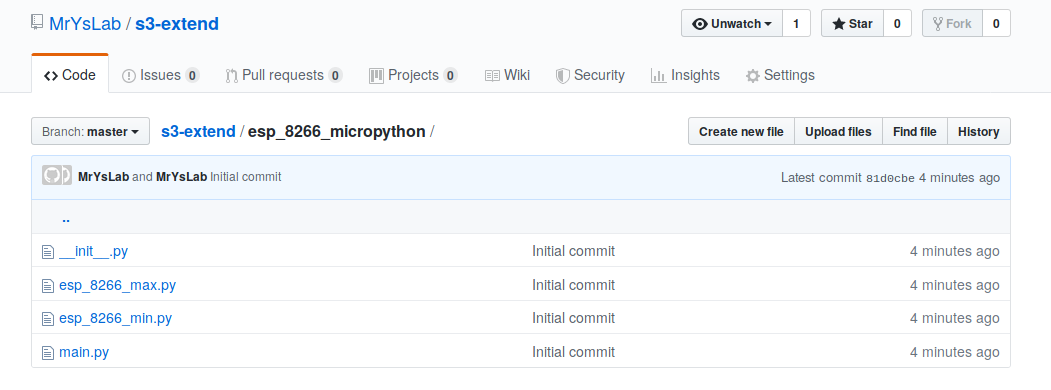 MrYsLab / s3-extend Unwatch 1 Star 0 Fork 0
Code Issues 0 Pull requests 0 Projects 0 Wiki Security Insights Settings
Branch: master s3-extend / esp_8266_micropython / Create new file Upload files Find file History
MrYsLab and MrYsLab Initial commit Latest commit 81d0cbe 4 minutes ago
..
__init__.py Initial commit 4 minutes ago
esp_8266_max.py Initial commit 4 minutes ago
esp_8266_min.py Initial commit 4 minutes ago
main.py Initial commit 4 minutes ago